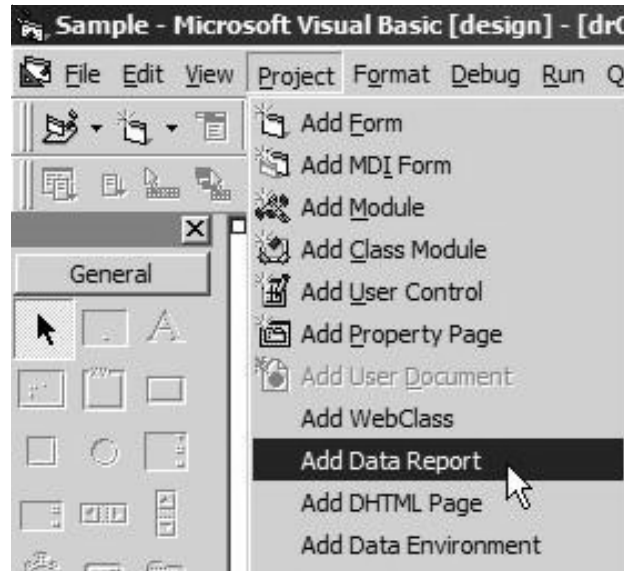 Sample - Microsoft Visual Basic [design] - [dr
File Edit View Project Format Debug Run Q
Add Form
Add MDI Form
Add Module
Add Class Module
General
Add User Control
Add Property Page
Add User Document
Add WebClass
Add Data Report
Add DHTML Page
Add Data Environment